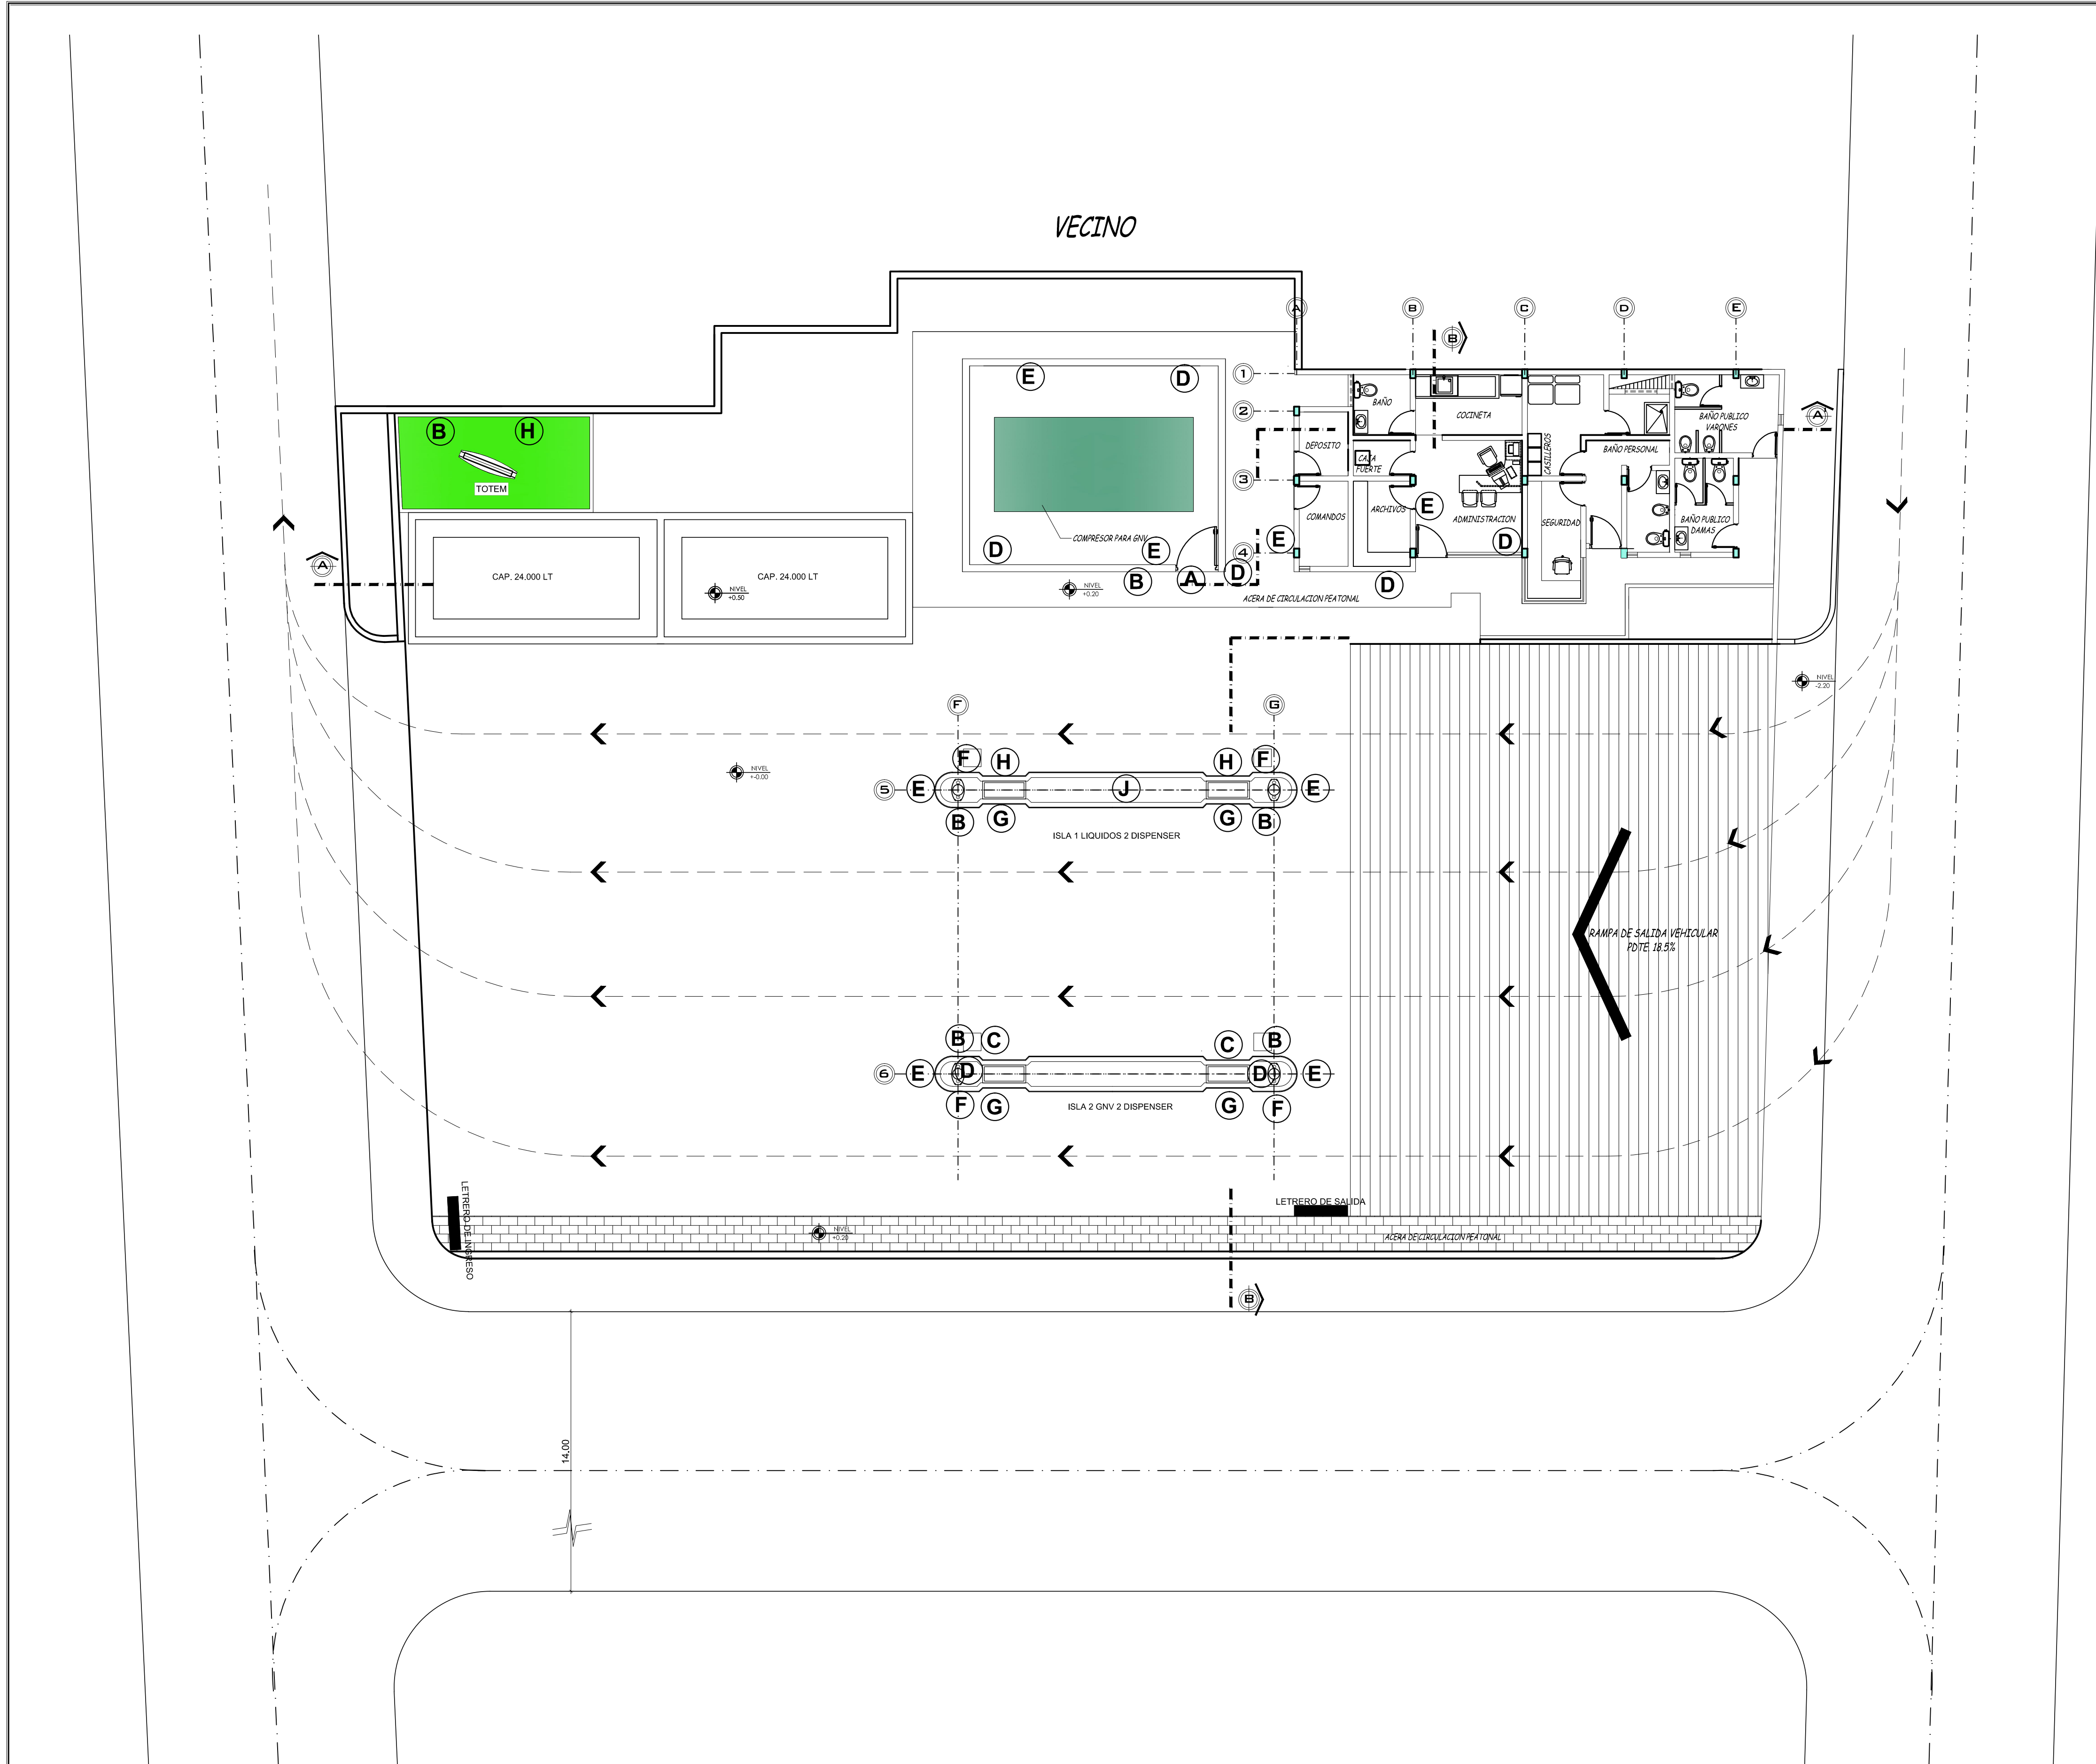 VECINO
A
B
C
D
E
B
1
2
3
4
E
D
BAÑO
COCINETA
BAÑO PUBLICO
VARONES
A
B
H
TOTEM
DEPOSITO
CAJA
FUERTE
CASILLEROS
BAÑO PERSONAL
COMANDOS
ARCHIVOS
E
ADMINISTRACION
D
SEGURIDAD
BAÑO PUBLICO
DAMAS
COMPRESOR PARA GNV
D
E
E
A
CAP. 24.000 LT
CAP. 24.000 LT
NIVEL
+0.50
B
A
D
D
NIVEL
+0.20
ACERA DE CIRCULACION PEATONAL
NIVEL
-2.20
F
G
F
H
H
F
NIVEL
+-0.00
5
E
J
E
B
G
G
B
ISLA 1 LIQUIDOS 2 DISPENSER
RAMPA DE SALIDA VEHICULAR
PDTE 18.5%
B
C
C
B
6
E
D
D
E
F
G
G
F
ISLA 2 GNV 2 DISPENSER
LETRERO DE INGRESO
LETRERO DE SALIDA
NIVEL
+0.20
ACERA DE CIRCULACION PEATONAL
B
14.00